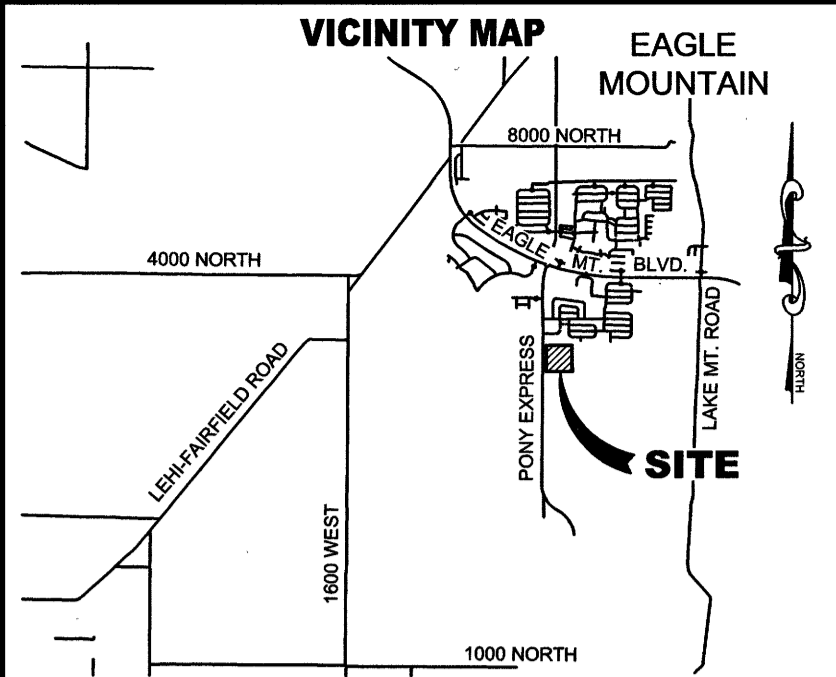 VICINITY MAP
EAGLE
MOUNTAIN
8000 NORTH
EAGLE MT. BLVD.
4000 NORTH
LEHI-FAIRFIELD ROAD
1600 WEST
PONY EXPRESS
LAKE MT. ROAD
NORTH
SITE
1000 NORTH